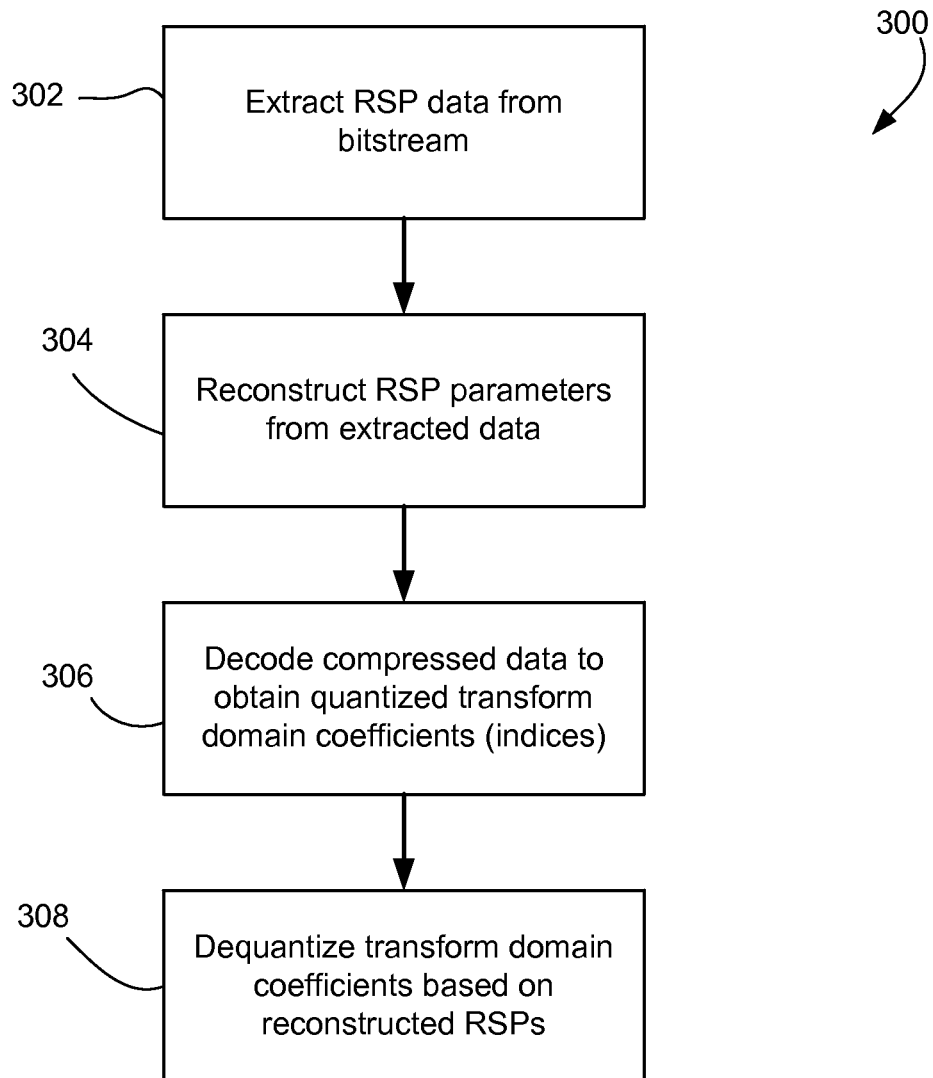 300
302
Extract RSP data from
bitstream
304
Reconstruct RSP parameters
from extracted data
306
Decode compressed data to
obtain quantized transform
domain coefficients (indices)
308
Dequantize transform domain
coefficients based on
reconstructed RSPs